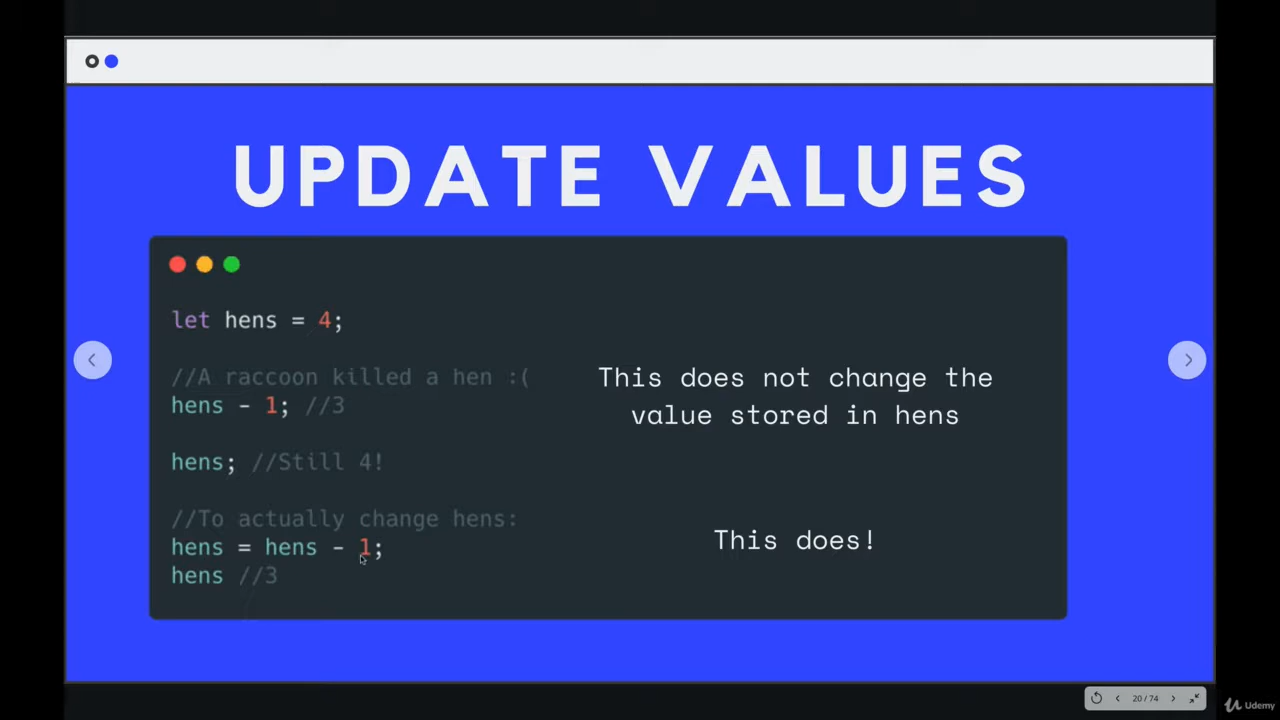 UPDATE VALUES
let hens = 4;
//A raccoon killed a hen :(
hens - 1; //3
hens; //Still 4!
//To actually change hens:
hens = hens - 1;
hens //3
This does not change the
value stored in hens
This does!
20 / 74
Udemy